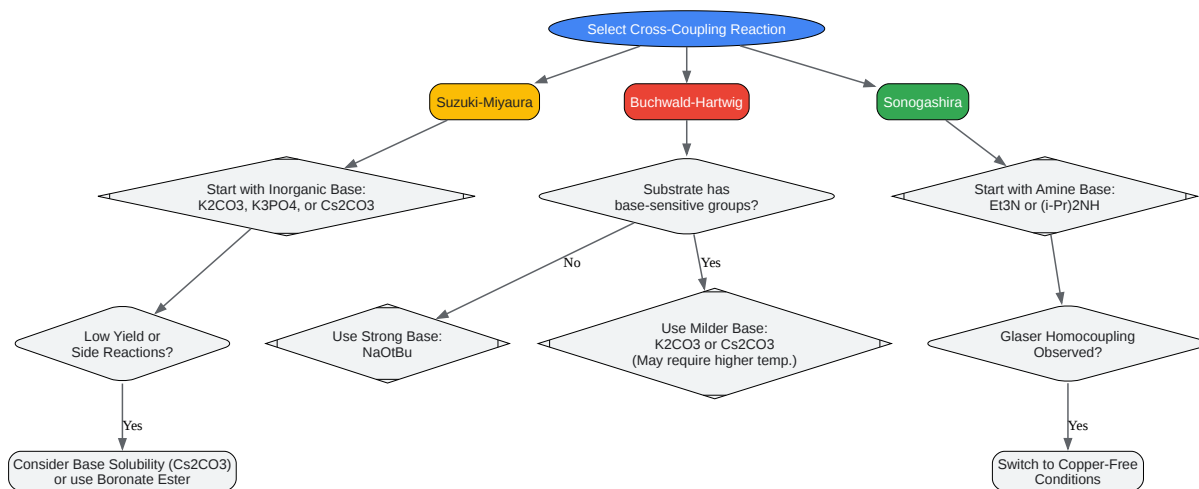 Select Cross-Coupling Reaction
Suzuki-Miyaura
Buchwald-Hartwig
Sonogashira
Start with Inorganic Base:
K2CO3, K3PO4, or Cs2CO3
Substrate has
base-sensitive groups?
Start with Amine Base:
Et3N or (i-Pr)2NH
No
Yes
Low Yield or
Side Reactions?
Use Strong Base:
NaOtBu
Use Milder Base:
K2CO3 or Cs2CO3
(May require higher temp.)
Glaser Homocoupling
Observed?
Yes
Yes
Consider Base Solubility (Cs2CO3)
or use Boronate Ester
Switch to Copper-Free
Conditions